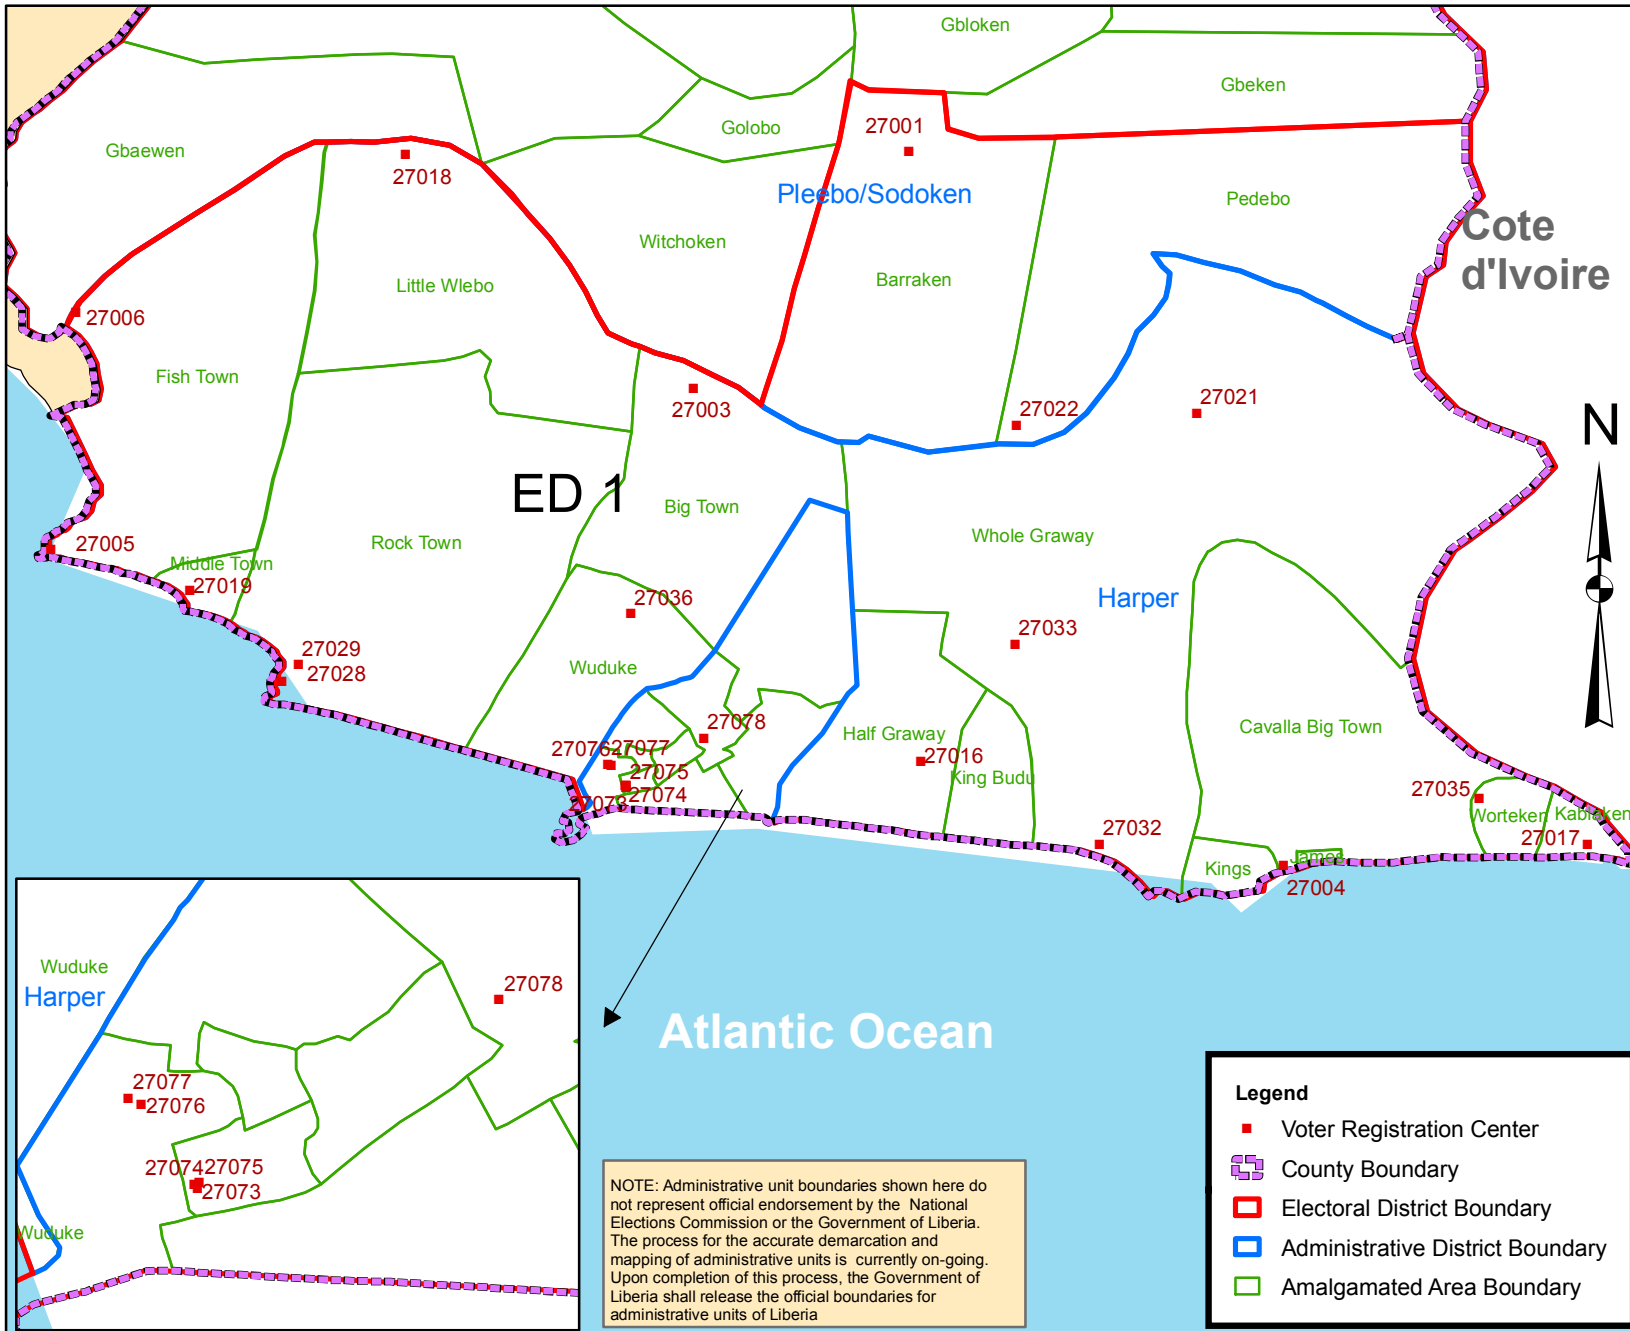 Gbloken
Gbeken
Golobo
27001
Gbaewen
27018
Pleebo/Sodoken
Pedebo
Cote
d'Ivoire
Witchoken
Little Wlebo
Barraken
27006
Fish Town
27003
27022
27021
N
ED 1
Big Town
Whole Graway
Rock Town
27005
Middle Town
27019
27036
Harper
27033
27029
27028
Wuduke
27078
Half Graway
Cavalla Big Town
27076
27077
27016
King Budu
27075
27074
27073
27035
Worteken
Kablaken
27032
27017
James
Kings
27004
Wuduke
Harper
27078
Atlantic Ocean
27077
27076
27074
27075
27073
Wuduke
NOTE: Administrative unit boundaries shown here do
not represent official endorsement by the National
Elections Commission or the Government of Liberia.
The process for the accurate demarcation and
mapping of administrative units is currently on-going.
Upon completion of this process, the Government of
Liberia shall release the official boundaries for
administrative units of Liberia
Legend
Voter Registration Center
County Boundary
Electoral District Boundary
Administrative District Boundary
Amalgamated Area Boundary